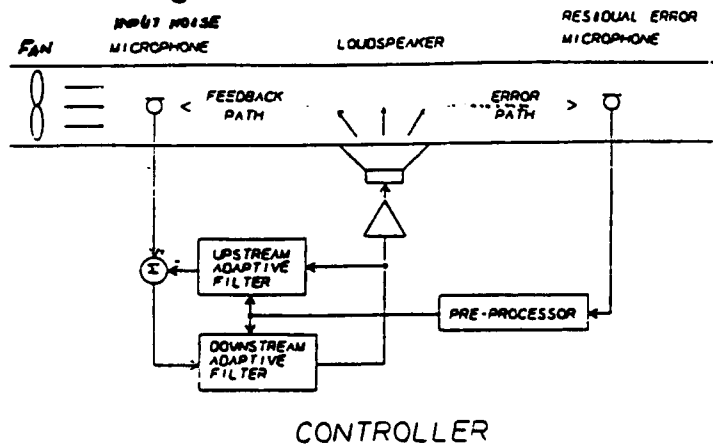 FAN
INPUT NOISE
MICROPHONE
LOUDSPEAKER
RESIDUAL ERROR
MICROPHONE
< FEEDBACK
PATH
ERROR >
PATH
Σ
UPSTREAM
ADAPTIVE
FILTER
PRE-PROCESSOR
DOWNSTREAM
ADAPTIVE
FILTER
CONTROLLER